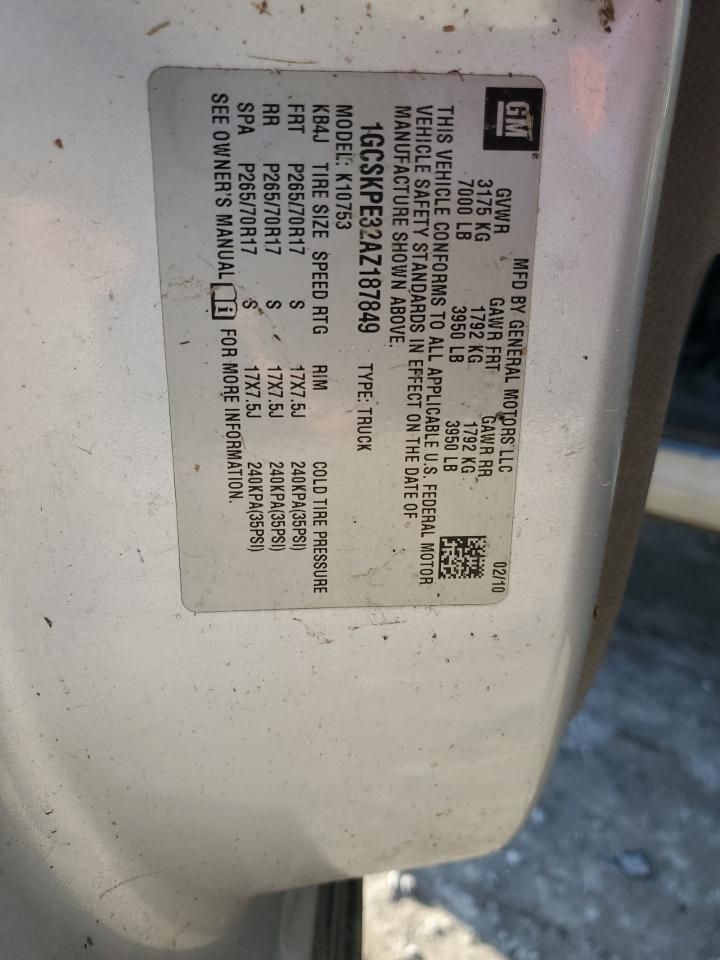 GM®
MFD BY GENERAL MOTORS LLC 02/10
GVWR GAWR FRT GAWR RR
3175 KG 1792 KG 1792 KG
7000 LB 3950 LB 3950 LB
THIS VEHICLE CONFORMS TO ALL APPLICABLE U.S. FEDERAL MOTOR
VEHICLE SAFETY STANDARDS IN EFFECT ON THE DATE OF
MANUFACTURE SHOWN ABOVE.
1GCSKPE32AZ187849 TYPE: TRUCK
MODEL: K10753
KB4J TIRE SIZE SPEED RTG RIM COLD TIRE PRESSURE
FRT P265/70R17 S 17X7.5J 240KPA(35PSI)
RR P265/70R17 S 17X7.5J 240KPA(35PSI)
SPA P265/70R17 S 17X7.5J 240KPA(35PSI)
SEE OWNER'S MANUAL i FOR MORE INFORMATION.